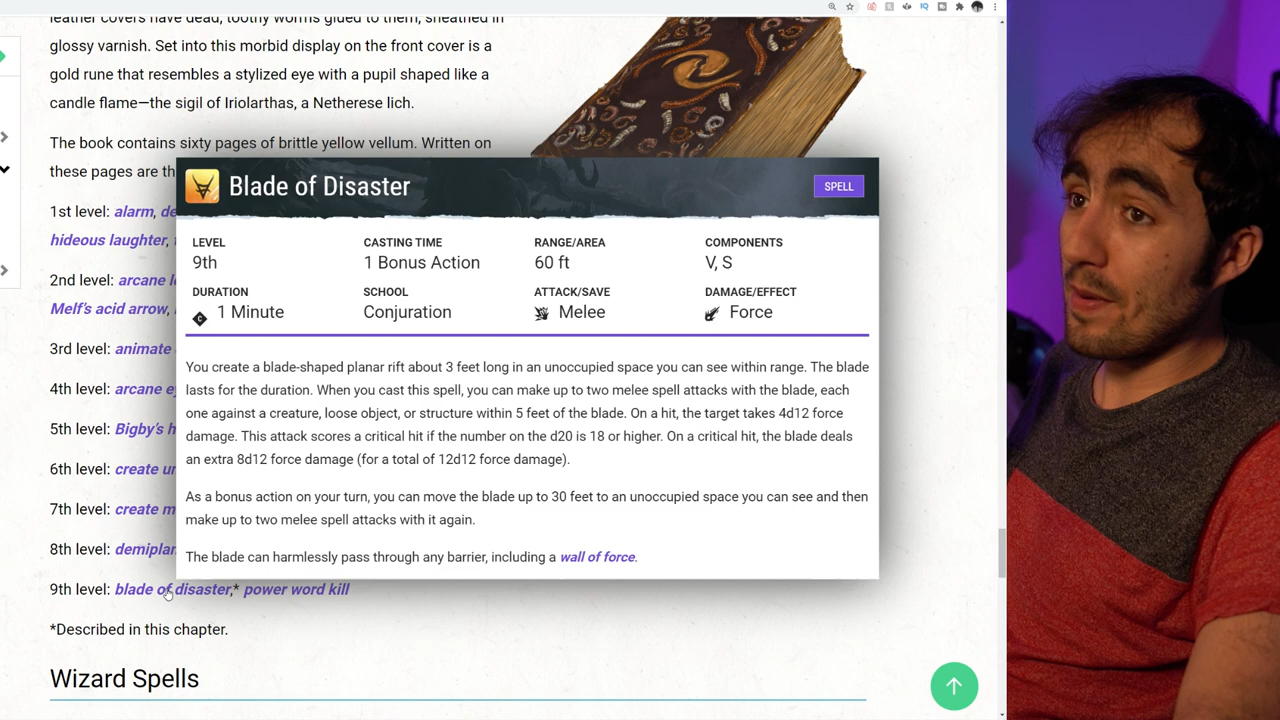 leather covers have dead, toothy worms glued to them, sheathed in
glossy varnish. Set into this morbid display on the front cover is a
gold rune that resembles a stylized eye with a pupil shaped like a
candle flame—the sigil of Iriolarthas, a Netherese lich.
The book contains sixty pages of brittle yellow vellum. Written on
these pages are th
Blade of Disaster
SPELL
LEVEL CASTING TIME RANGE/AREA COMPONENTS
9th 1 Bonus Action 60 ft V, S
DURATION SCHOOL ATTACK/SAVE DAMAGE/EFFECT
C 1 Minute Conjuration Melee Force
You create a blade-shaped planar rift about 3 feet long in an unoccupied space you can see within range. The blade
lasts for the duration. When you cast this spell, you can make up to two melee spell attacks with the blade, each
one against a creature, loose object, or structure within 5 feet of the blade. On a hit, the target takes 4d12 force
damage. This attack scores a critical hit if the number on the d20 is 18 or higher. On a critical hit, the blade deals
an extra 8d12 force damage (for a total of 12d12 force damage).
As a bonus action on your turn, you can move the blade up to 30 feet to an unoccupied space you can see and then
make up to two melee spell attacks with it again.
The blade can harmlessly pass through any barrier, including a wall of force.
1st level: alarm, de
hideous laughter,
2nd level: arcane l
Melf's acid arrow,
3rd level: animate
4th level: arcane e
5th level: Bigby's h
6th level: create un
7th level: create m
8th level: demiplan
9th level: blade of disaster,* power word kill
*Described in this chapter.
Wizard Spells